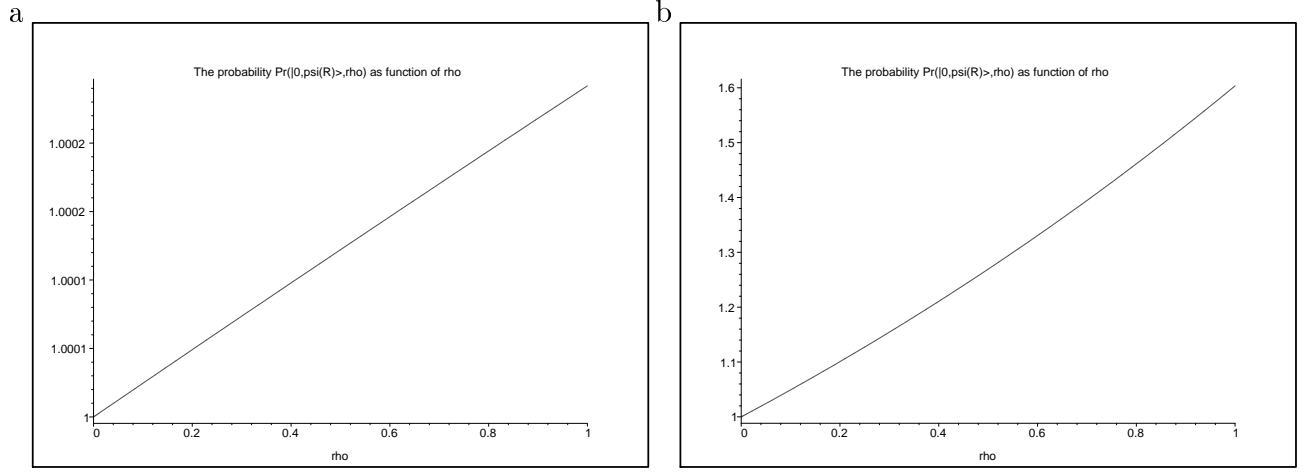 a
The probability Pr(|0,psi(R)>,rho) as function of rho
1.0002
1.0002
1.0001
1.0001
1
0 0.2 0.4 0.6 0.8 1
rho
b
The probability Pr(|0,psi(R)>,rho) as function of rho
1.6
1.5
1.4
1.3
1.2
1.1
1
0 0.2 0.4 0.6 0.8 1
rho